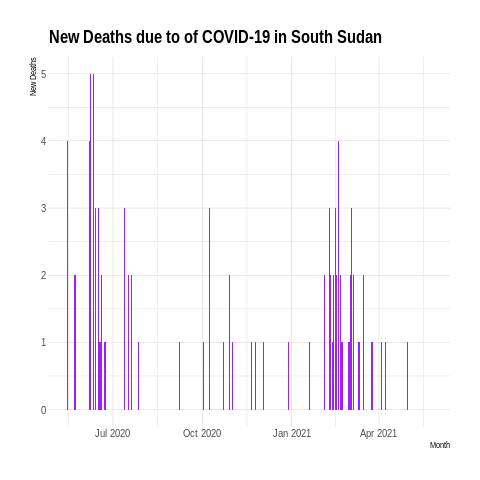 New Deaths due to of COVID-19 in South Sudan
New Deaths
5
4
3
2
1
0
Jul 2020 Oct 2020 Jan 2021 Apr 2021
Month